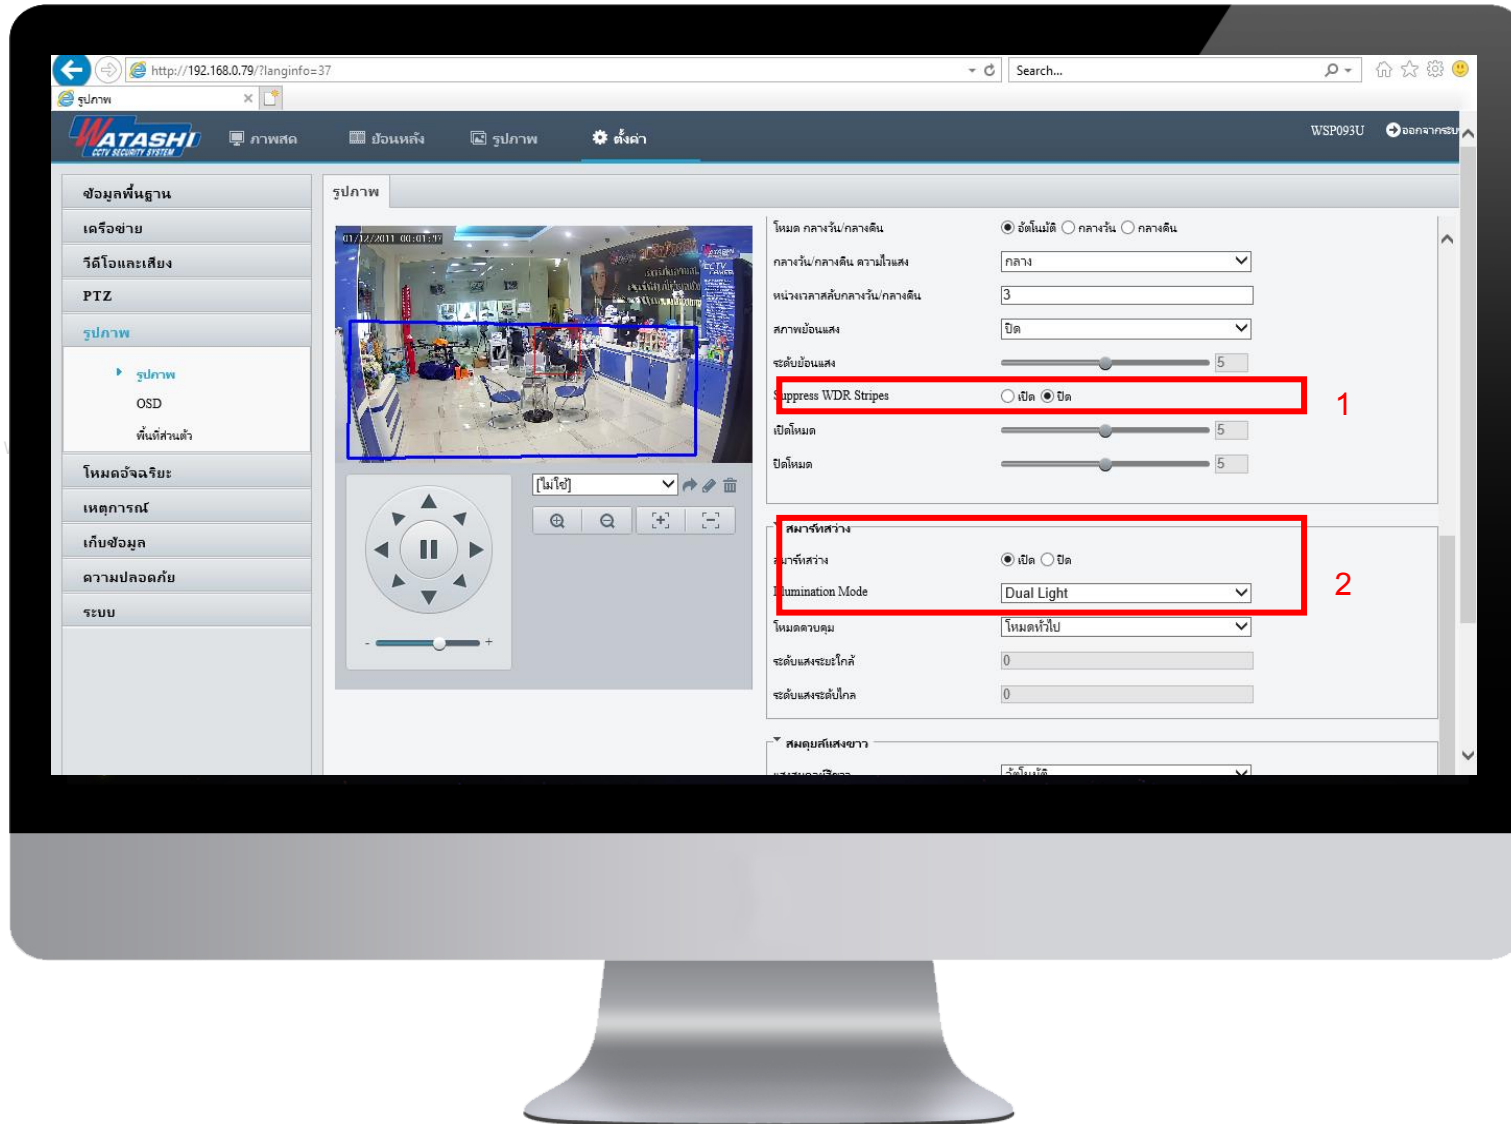 http://192.168.0.79/?langinfo=37
Search...
รูปภาพ
WATASHI
CCTV SECURITY SYSTEM
ภาพสด
ย้อนหลัง
รูปภาพ
ตั้งค่า
WSP093U
ออกจากระบ
ข้อมูลพื้นฐาน
เครือข่าย
วีดีโอและเสียง
PTZ
รูปภาพ
รูปภาพ
OSD
พื้นที่ส่วนตัว
โหมดอัจฉริยะ
เหตุการณ์
เก็บข้อมูล
ความปลอดภัย
ระบบ
รูปภาพ
01/12/2011 00:01:37
[ไม่ใช่]
- +
โหมด กลางวัน/กลางคืน
อัตโนมัติ กลางวัน กลางคืน
กลางวัน/กลางคืน ความไวแสง
กลาง
หน่วงเวลาสลับกลางวัน/กลางคืน
3
สภาพย้อนแสง
ปิด
ระดับย้อนแสง
5
Suppress WDR Stripes
เปิด ปิด
1
เปิดโหมด
5
ปิดโหมด
5
สมาร์ทสว่าง
สมาร์ทสว่าง
เปิด ปิด
2
Illumination Mode
Dual Light
โหมดควบคุม
โหมดทั่วไป
ระดับแสงระยะใกล้
0
ระดับแสงระดับไกล
0
สมดุลแสงขาว
อัตโนมัติ